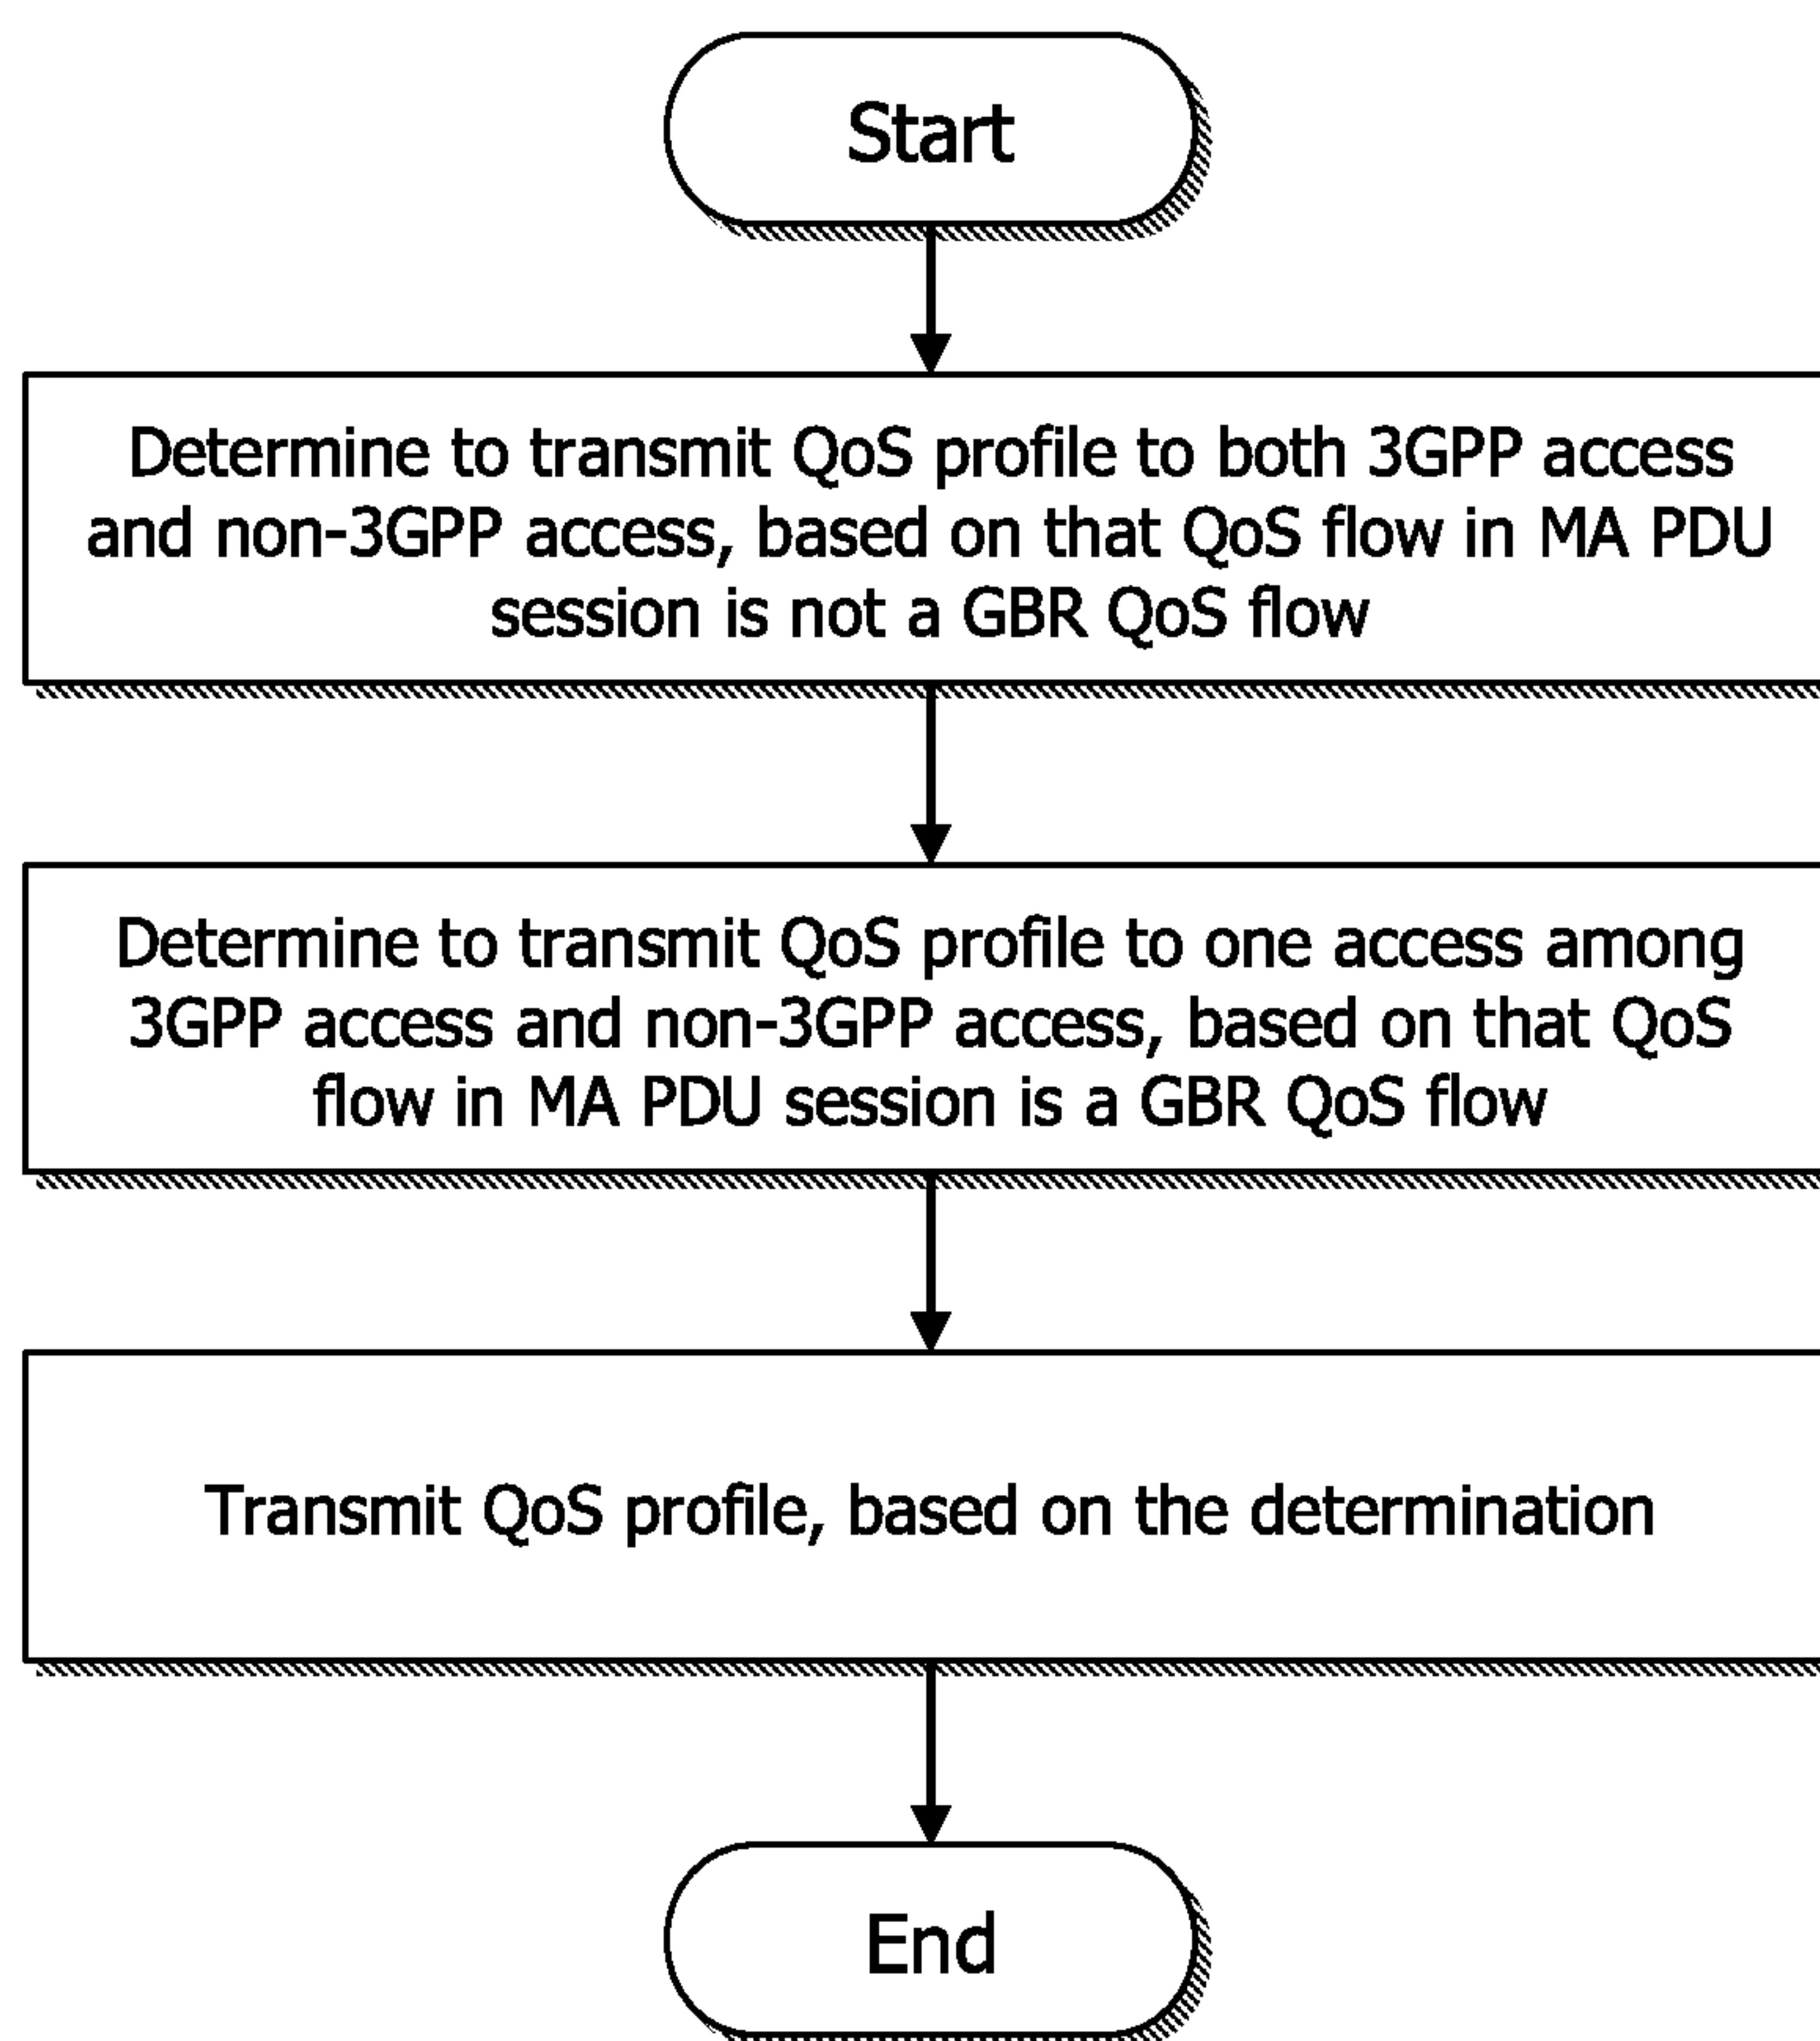 Start
Determine to transmit QoS profile to both 3GPP access
and non-3GPP access, based on that QoS flow in MA PDU
session is not a GBR QoS flow
Determine to transmit QoS profile to one access among
3GPP access and non-3GPP access, based on that QoS
flow in MA PDU session is a GBR QoS flow
Transmit QoS profile, based on the determination
End